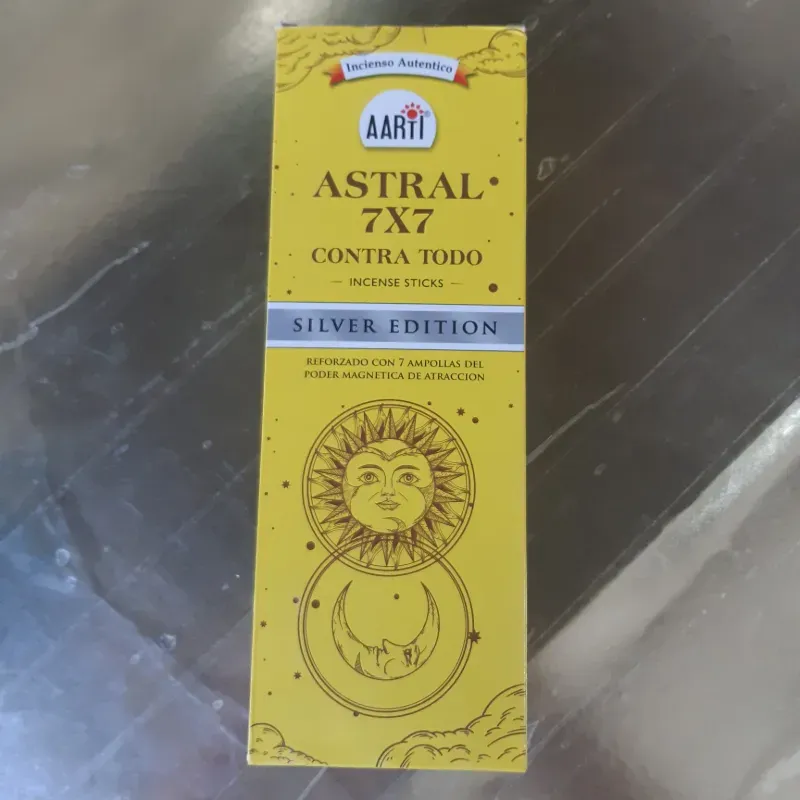 Incienso Autentico
AARTI®
ASTRAL
7X7
CONTRA TODO
INCENSE STICKS
SILVER EDITION
REFORZADO CON 7 AMPOLLAS DEL
PODER MAGNETICA DE ATRACCION